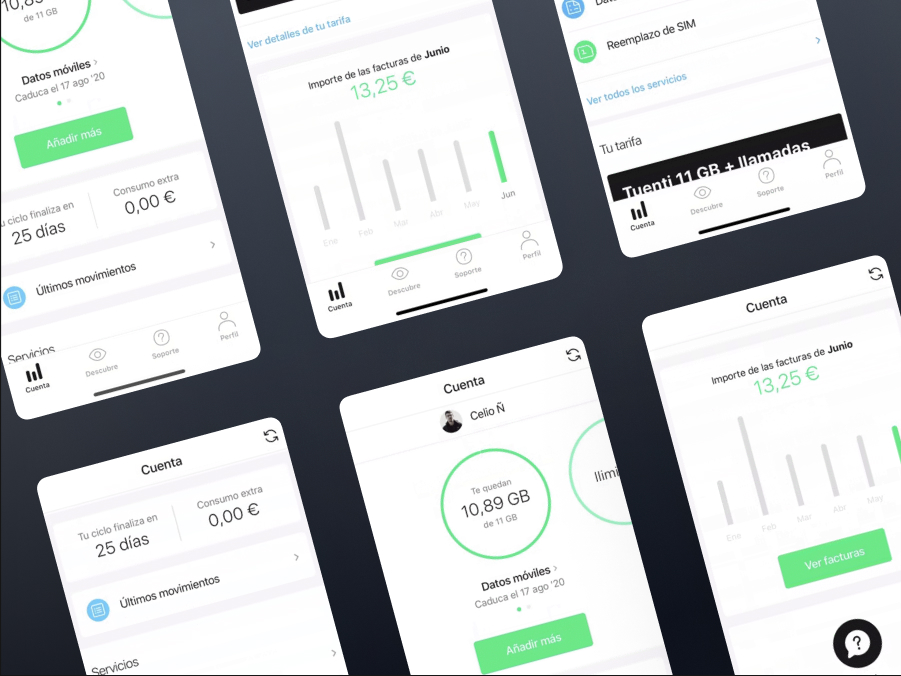 10,89 GB
de 11 GB
Datos móviles ›
Caduca el 17 ago '20
Añadir más
Tu ciclo finaliza en
25 días
Consumo extra
0,00 €
Últimos movimientos
Servicios
Cuenta
Descubre
Soporte
Perfil
Ver detalles de tu tarifa
Importe de las facturas de Junio
13,25 €
Ene
Feb
Mar
Abr
May
Jun
Cuenta
Descubre
Soporte
Perfil
Reemplazo de SIM
Ver todos los servicios
Tu tarifa
Tuenti 11 GB + llamadas
Cuenta
Descubre
Soporte
Perfil
Cuenta
Tu ciclo finaliza en
25 días
Consumo extra
0,00 €
Últimos movimientos
Servicios
Cuenta
Celio Ñ
Te quedan
10,89 GB
de 11 GB
Ilimi
Datos móviles ›
Caduca el 17 ago '20
Añadir más
Cuenta
Importe de las facturas de Junio
13,25 €
Ene
Feb
Mar
Abr
May
Ver facturas